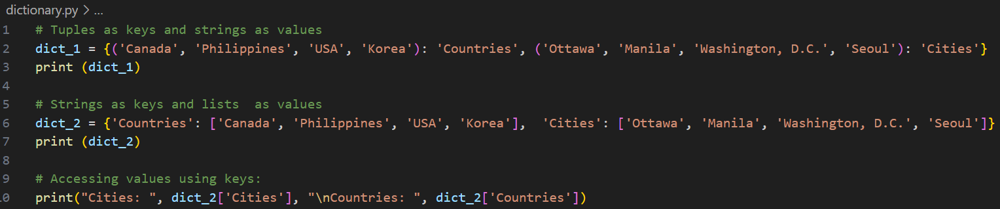 dictionary.py > ...
1 # Tuples as keys and strings as values
2 dict_1 = {('Canada', 'Philippines', 'USA', 'Korea'): 'Countries', ('Ottawa', 'Manila', 'Washington, D.C.', 'Seoul'): 'Cities'}
3 print (dict_1)
4
5 # Strings as keys and lists  as values
6 dict_2 = {'Countries': ['Canada', 'Philippines', 'USA', 'Korea'],  'Cities': ['Ottawa', 'Manila', 'Washington, D.C.', 'Seoul']}
7 print (dict_2)
8
9 # Accessing values using keys:
10 print("Cities: ", dict_2['Cities'], "\nCountries: ", dict_2['Countries'])